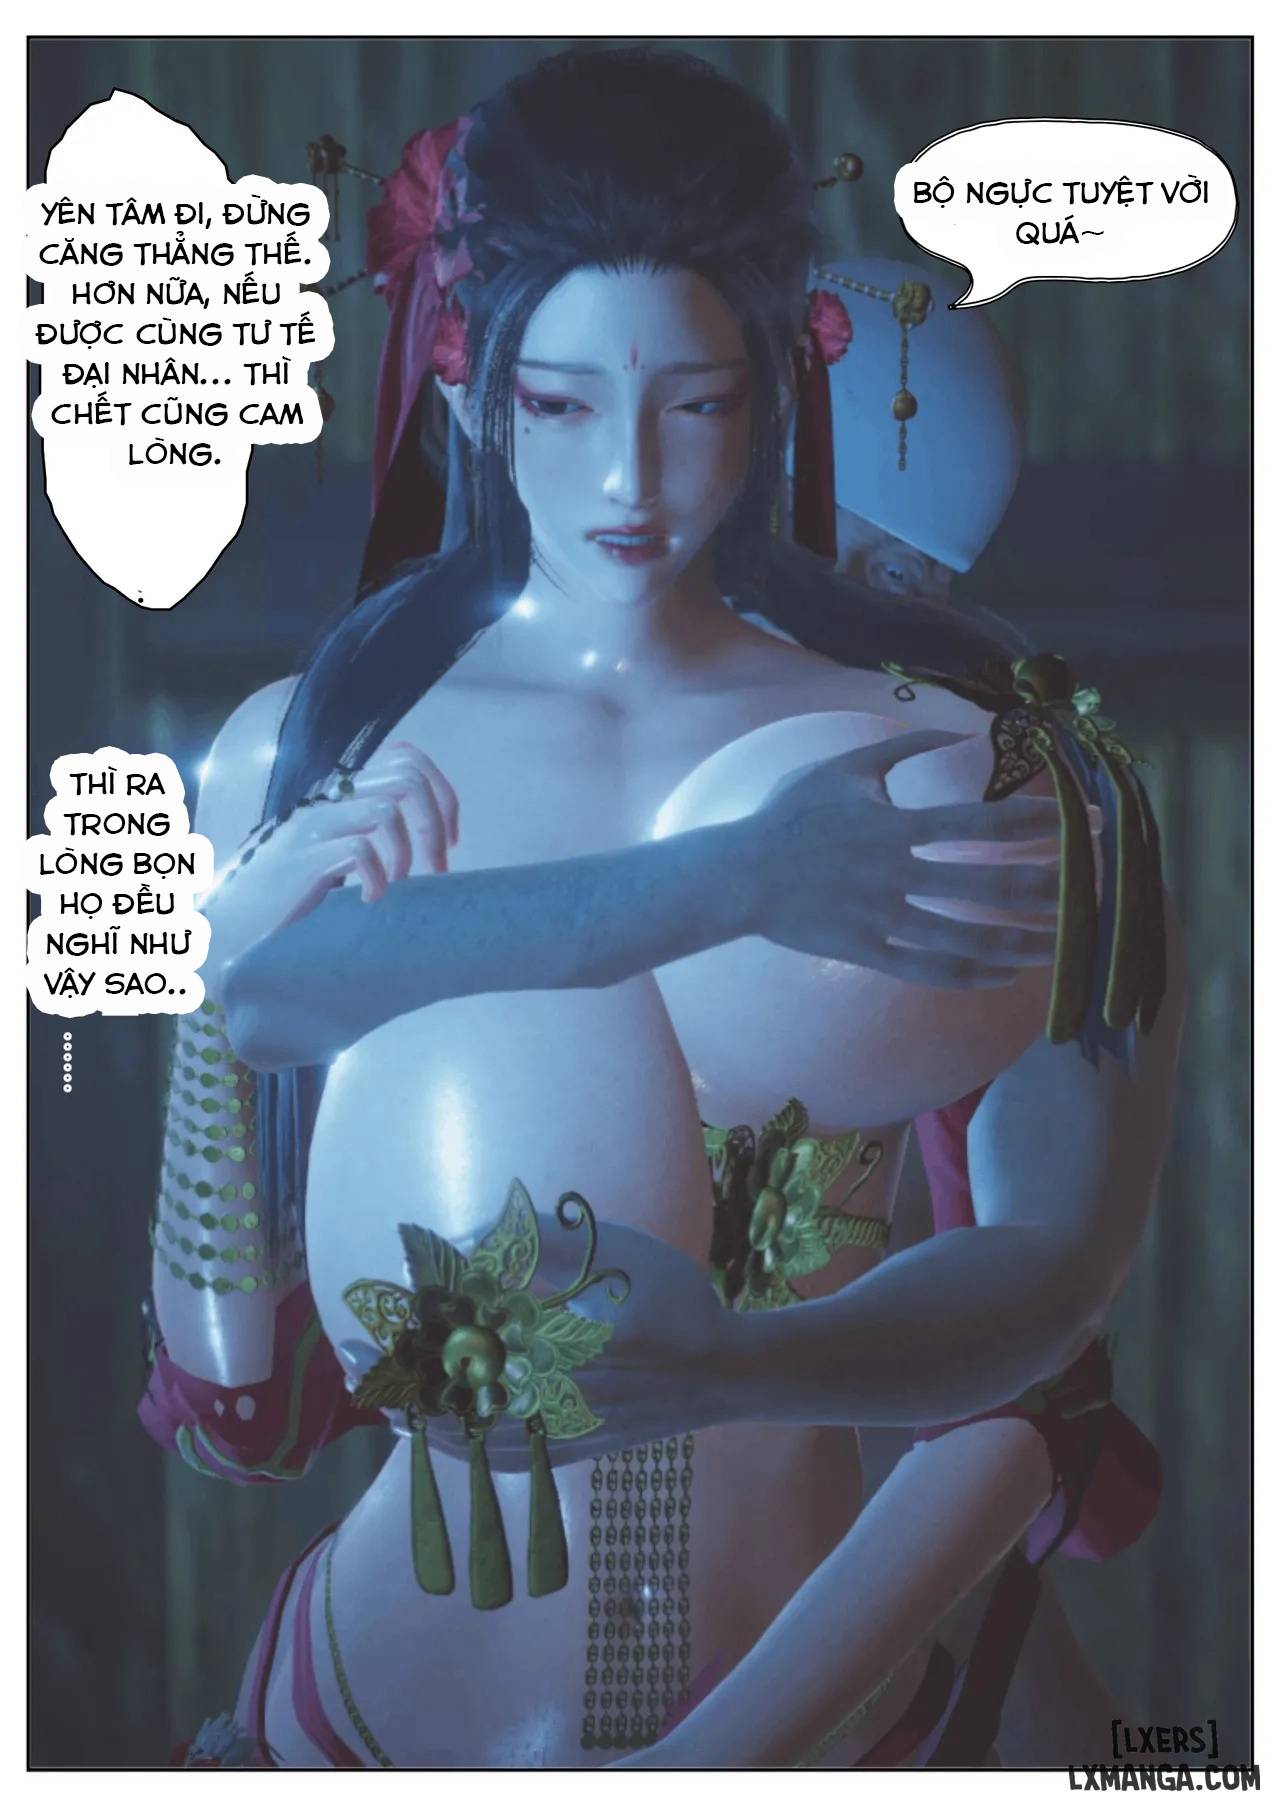 YÊN TÂM ĐI, ĐỪNG
CĂNG THẲNG THẾ.
HƠN NỮA, NẾU
ĐƯỢC CÙNG TƯ TẾ
ĐẠI NHÂN... THÌ
CHẾT CŨNG CAM
LÒNG.
BỘ NGỰC TUYỆT VỜI
QUÁ~
THÌ RA
TRONG
LÒNG BỌN
HỌ ĐỀU
NGHĨ NHƯ
VẬY SAO..
[LXERS]
LXMANGA.COM